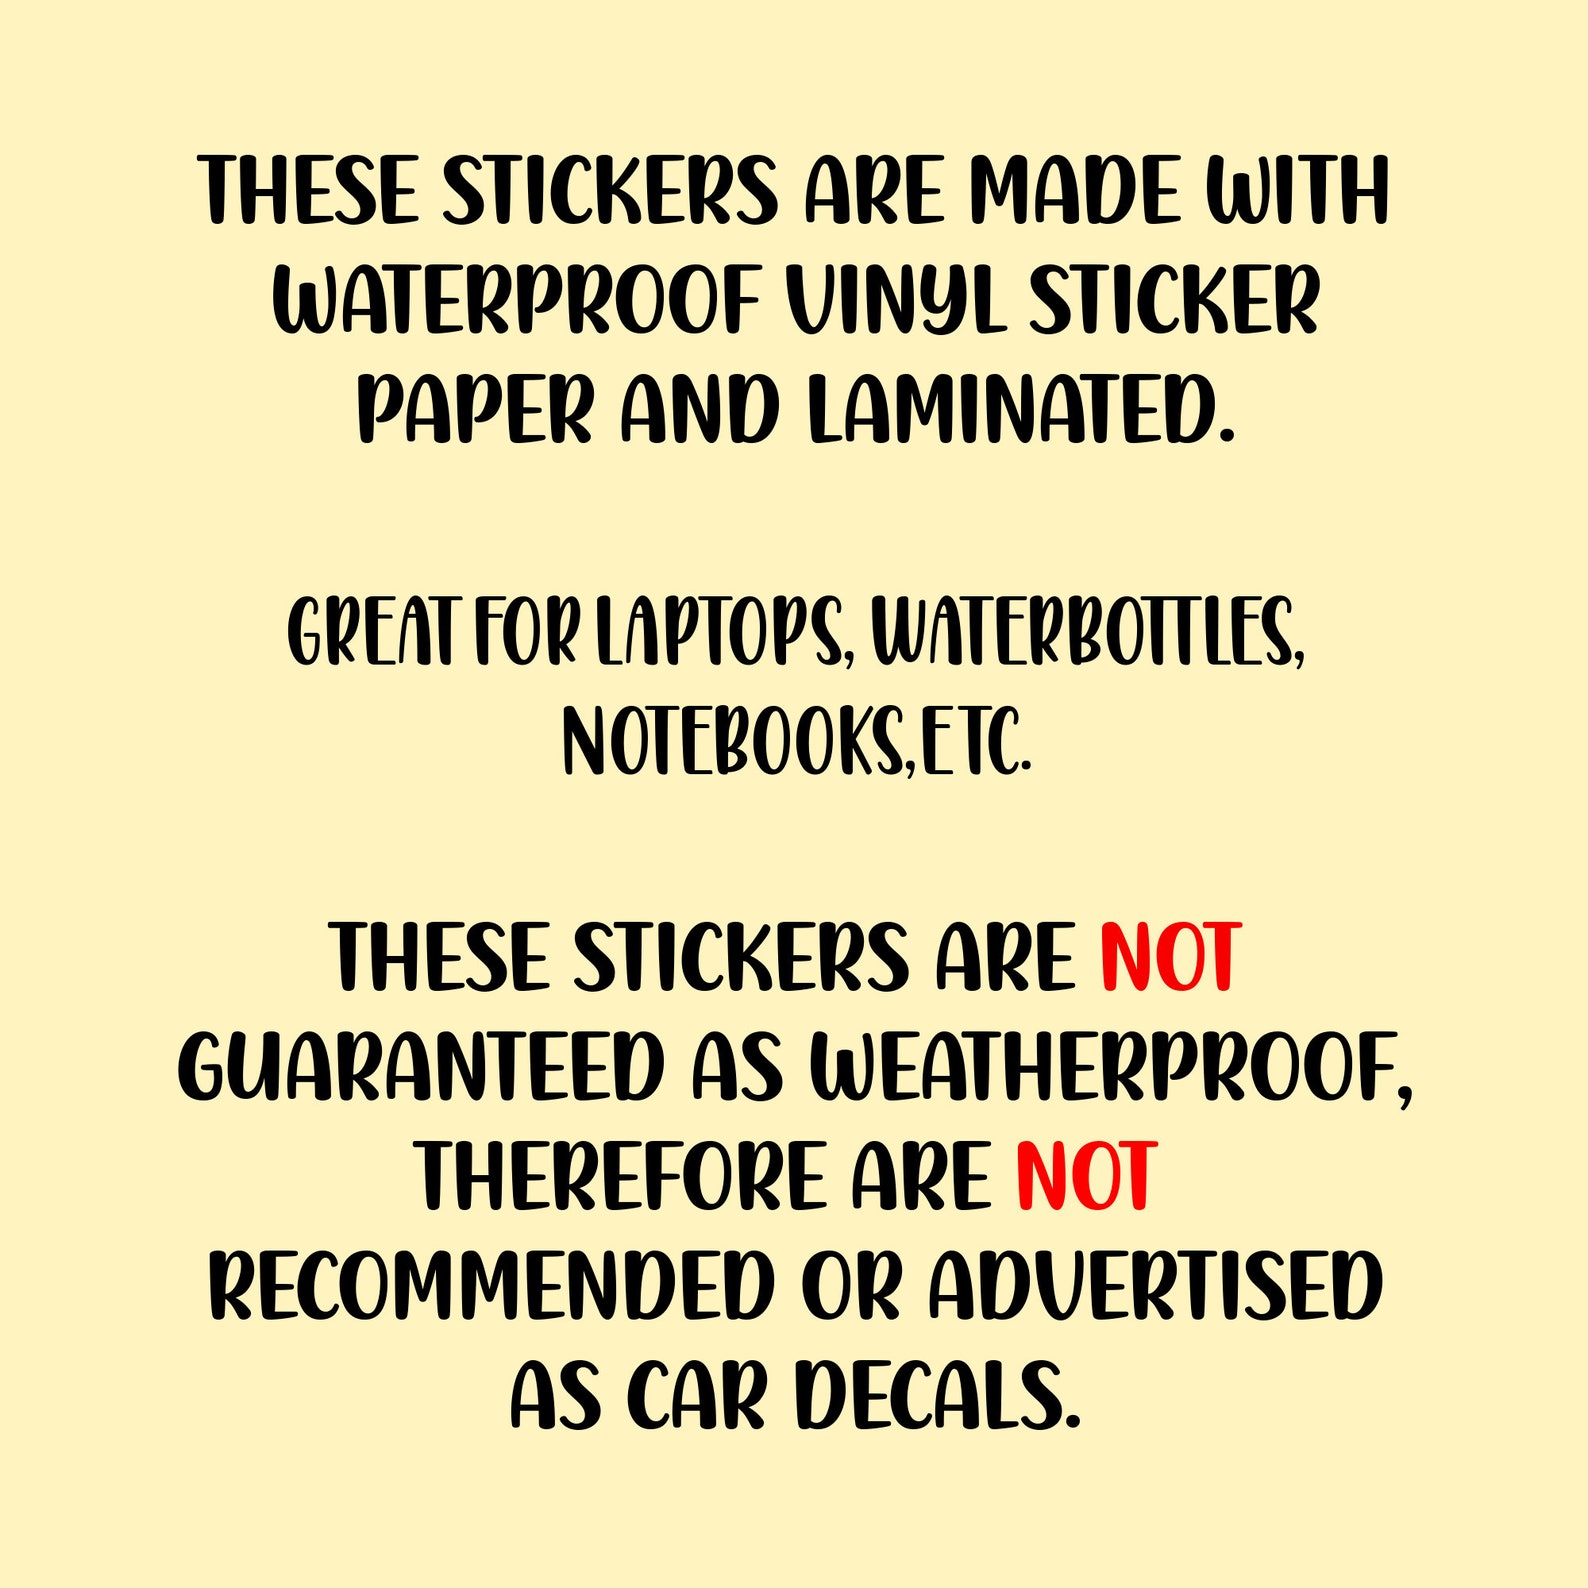 THESE STICKERS ARE MADE WITH
WATERPROOF VINYL STICKER
PAPER AND LAMINATED.
GREAT FOR LAPTOPS, WATERBOTTLES,
NOTEBOOKS,ETC.
THESE STICKERS ARE NOT
GUARANTEED AS WEATHERPROOF,
THEREFORE ARE NOT
RECOMMENDED OR ADVERTISED
AS CAR DECALS.